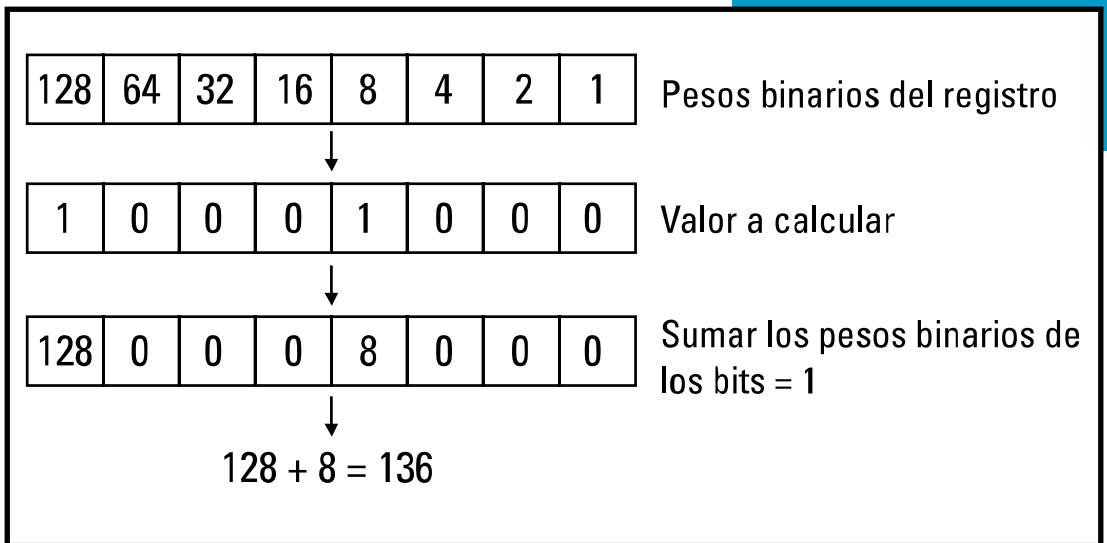 128 64 32 16 8 4 2 1 Pesos binarios del registro
1 0 0 0 1 0 0 0 Valor a calcular
128 0 0 0 8 0 0 0 Sumar los pesos binarios de
los bits = 1
128 + 8 = 136